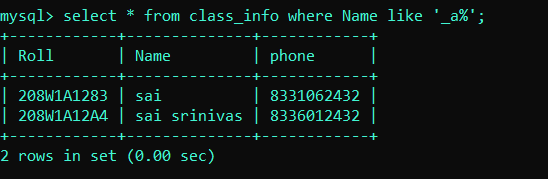 mysql> select * from class_info where Name like '_a%';
+------------+--------------+------------+
| Roll       | Name         | phone      |
+------------+--------------+------------+
| 208W1A1283 | sai          | 8331062432 |
| 208W1A12A4 | sai srinivas | 8336012432 |
+------------+--------------+------------+
2 rows in set (0.00 sec)